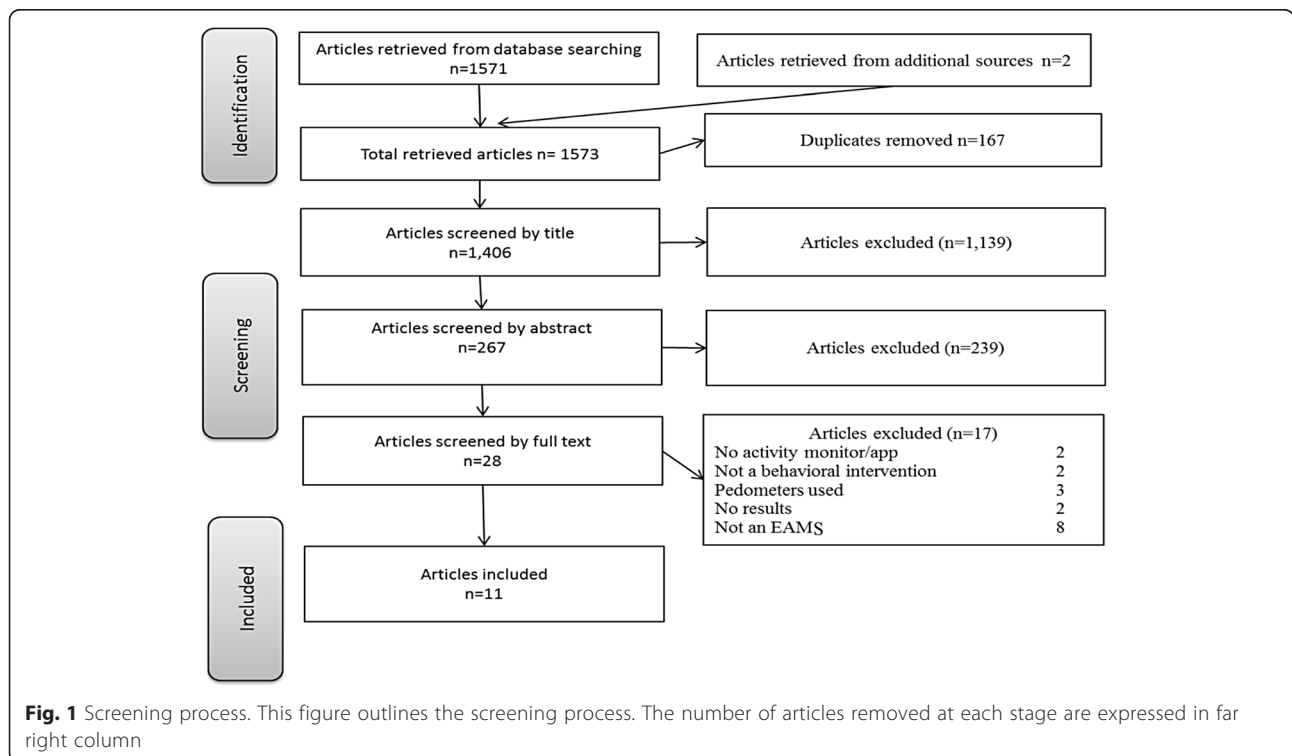 Identification
Articles retrieved from database searching
n=1571
Articles retrieved from additional sources n=2
Total retrieved articles n= 1573
Duplicates removed n=167
Screening
Articles screened by title
n=1,406
Articles excluded (n=1,139)
Articles screened by abstract
n=267
Articles excluded (n=239)
Articles screened by full text
n=28
Articles excluded (n=17)
No activity monitor/app 2
Not a behavioral intervention 2
Pedometers used 3
No results 2
Not an EAMS 8
Included
Articles included
n=11
Fig. 1 Screening process. This figure outlines the screening process. The number of articles removed at each stage are expressed in far
right column